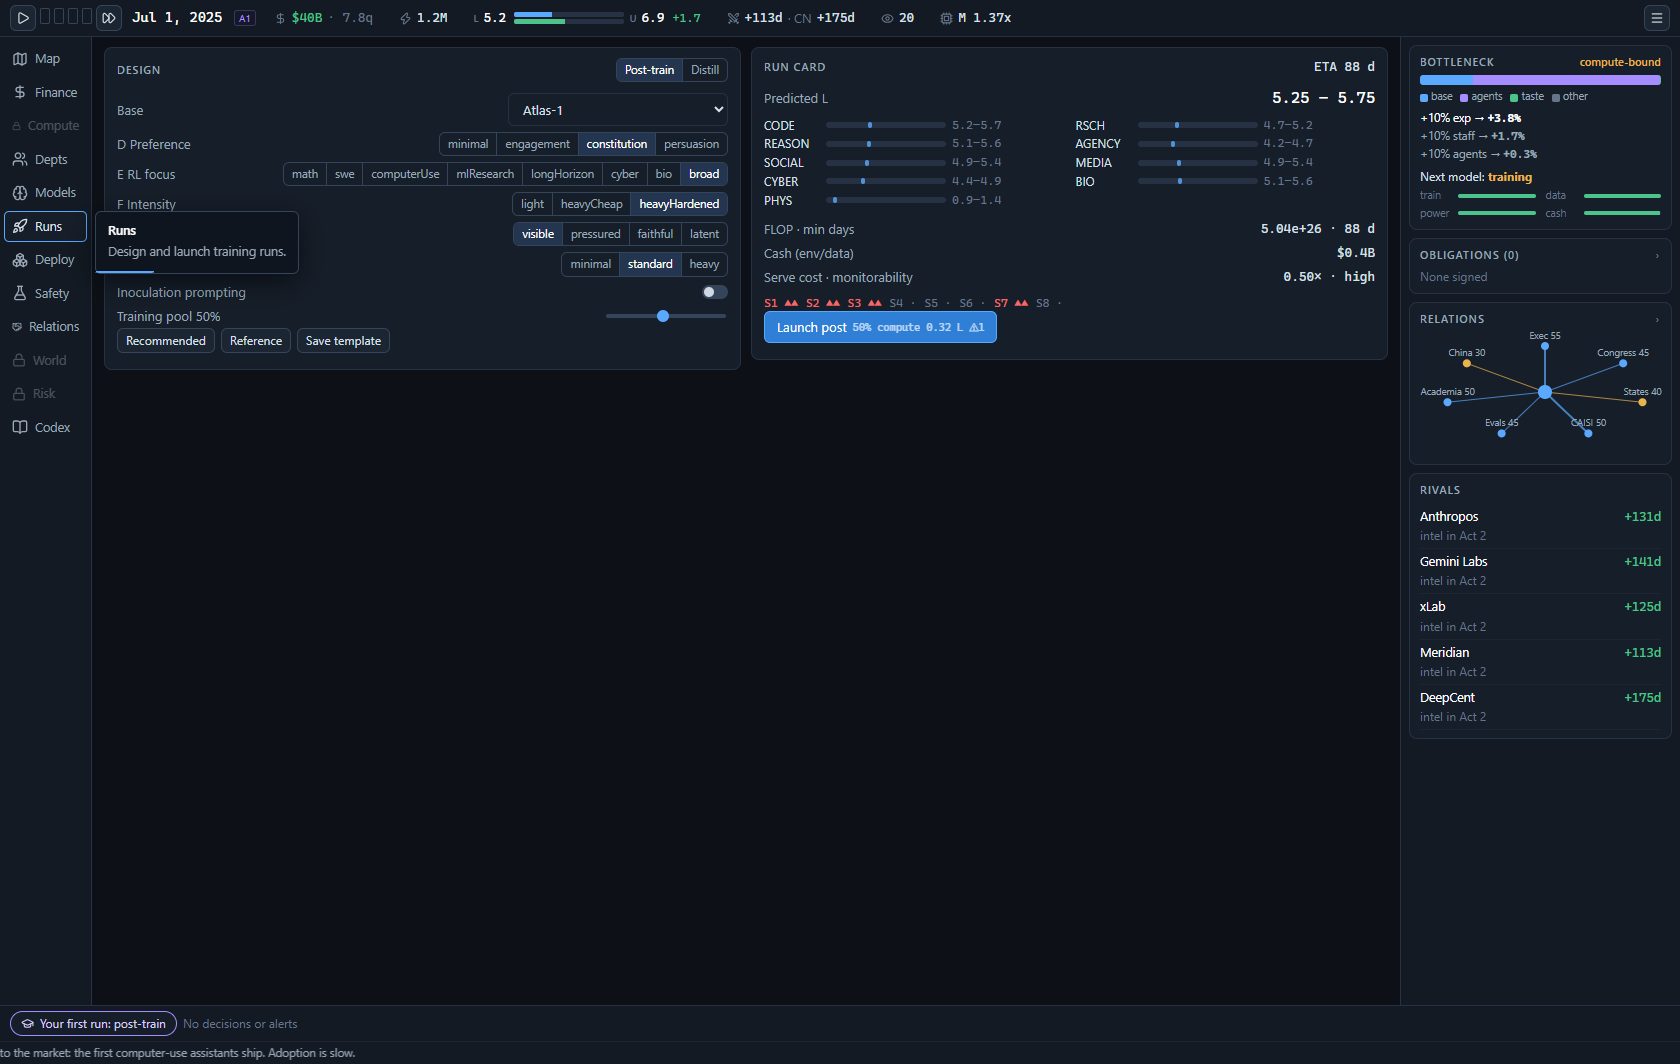 Jul 1, 2025 A1 $40B · 7.8q 1.2M L 5.2 U 6.9 +1.7 +113d · CN +175d 20 M 1.37x
Map
Finance
Compute
Depts
Models
Runs
Deploy
Safety
Relations
World
Risk
Codex
Runs
Design and launch training runs.
DESIGN Post-train Distill
Base Atlas-1
D Preference minimal engagement constitution persuasion
E RL focus math swe computerUse mlResearch longHorizon cyber bio broad
F Intensity light heavyCheap heavyHardened
visible pressured faithful latent
minimal standard heavy
Inoculation prompting
Training pool 50%
Recommended Reference Save template
RUN CARD ETA 88 d
Predicted L 5.25 – 5.75
CODE 5.2–5.7 RSCH 4.7–5.2
REASON 5.1–5.6 AGENCY 4.2–4.7
SOCIAL 4.9–5.4 MEDIA 4.9–5.4
CYBER 4.4–4.9 BIO 5.1–5.6
PHYS 0.9–1.4
FLOP · min days 5.04e+26 · 88 d
Cash (env/data) $0.4B
Serve cost · monitorability 0.50× · high
S1 ▲▲ S2 ▲▲ S3 ▲▲ S4 · S5 · S6 · S7 ▲▲ S8 ·
Launch post 50% compute 0.32 L ⚠1
BOTTLENECK compute-bound
base agents taste other
+10% exp → +3.8%
+10% staff → +1.7%
+10% agents → +0.3%
Next model: training
train data
power cash
OBLIGATIONS (0) ›
None signed
RELATIONS ›
Exec 55
China 30 Congress 45
Academia 50 States 40
Evals 45 CAISI 50
RIVALS
Anthropos +131d
intel in Act 2
Gemini Labs +141d
intel in Act 2
xLab +125d
intel in Act 2
Meridian +113d
intel in Act 2
DeepCent +175d
intel in Act 2
Your first run: post-train No decisions or alerts
to the market: the first computer-use assistants ship. Adoption is slow.